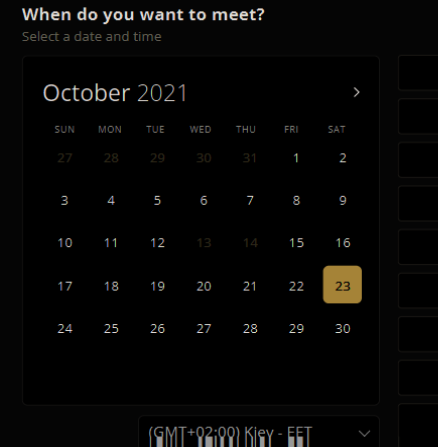 When do you want to meet?
Select a date and time
October 2021
SUN MON TUE WED THU FRI SAT
27 28 29 30 31 1 2
3 4 5 6 7 8 9
10 11 12 13 14 15 16
17 18 19 20 21 22 23
24 25 26 27 28 29 30
(GMT+02:00) Kiev - EET